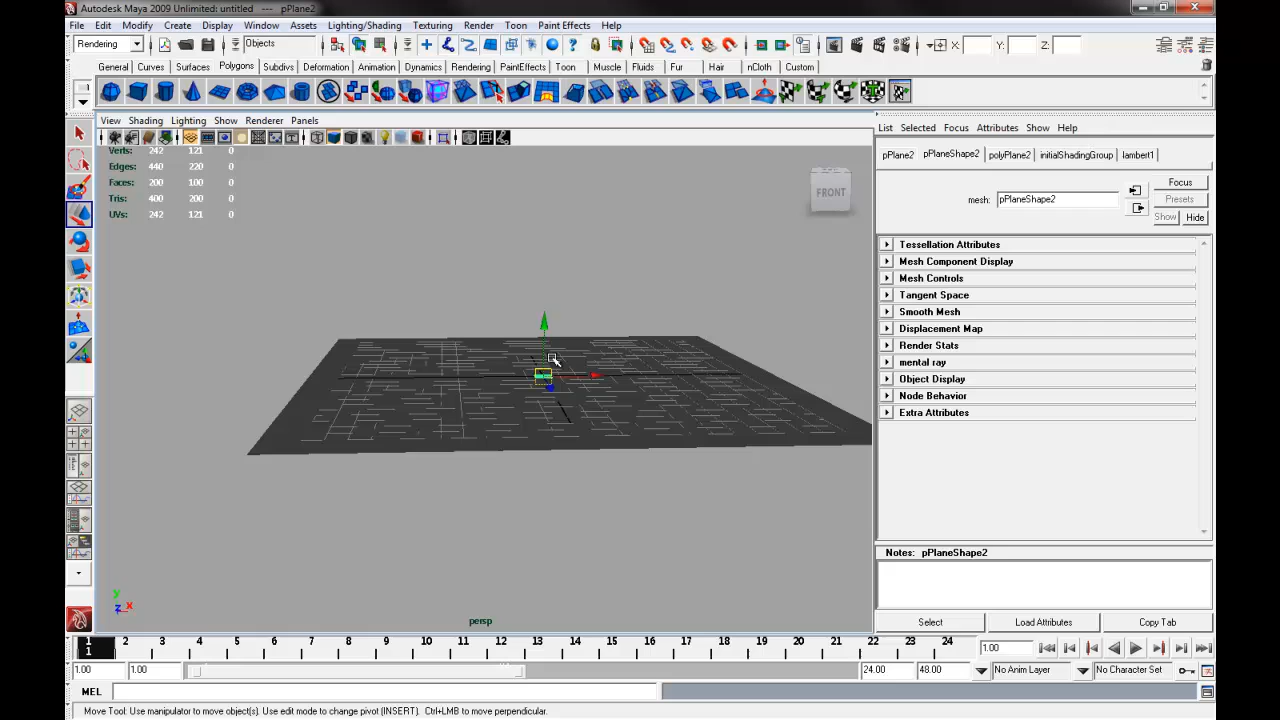 Autodesk Maya 2009 Unlimited: untitled --- pPlane2
File Edit Modify Create Display Window Assets Lighting/Shading Texturing Render Toon Paint Effects Help
Rendering Objects X: Y: Z:
General Curves Surfaces Polygons Subdivs Deformation Animation Dynamics Rendering PaintEffects Toon Muscle Fluids Fur Hair nCloth Custom
View Shading Lighting Show Renderer Panels
List Selected Focus Attributes Show Help
Verts: 242 121 0
Edges: 440 220 0
Faces: 200 100 0
Tris: 400 200 0
UVs: 242 121 0
FRONT
pPlane2 pPlaneShape2 polyPlane2 initialShadingGroup lambert1
mesh: pPlaneShape2
Focus
Presets
Show Hide
Tessellation Attributes
Mesh Component Display
Mesh Controls
Tangent Space
Smooth Mesh
Displacement Map
Render Stats
mental ray
Object Display
Node Behavior
Extra Attributes
Notes: pPlaneShape2
Select Load Attributes Copy Tab
y
z x
persp
1 2 3 4 5 6 7 8 9 10 11 12 13 14 15 16 17 18 19 20 21 22 23 24
1
1.00
1.00 1.00 24.00 48.00 No Anim Layer No Character Set
MEL
Move Tool: Use manipulator to move object(s). Use edit mode to change pivot (INSERT). Ctrl+LMB to move perpendicular.